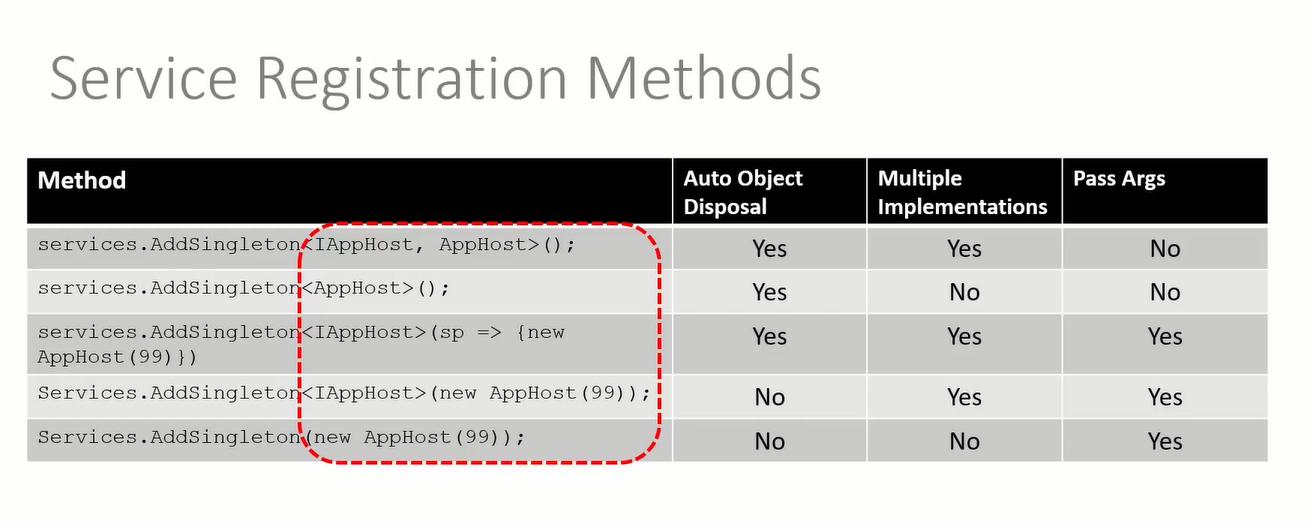 Service Registration Methods
Method
Auto Object
Disposal
Multiple
Implementations
Pass Args
services.AddSingleton<IAppHost, AppHost>();
Yes
Yes
No
services.AddSingleton<AppHost>();
Yes
No
No
services.AddSingleton<IAppHost>(sp => {new
AppHost(99)})
Yes
Yes
Yes
Services.AddSingleton<IAppHost>(new AppHost(99));
No
Yes
Yes
Services.AddSingleton(new AppHost(99));
No
No
Yes